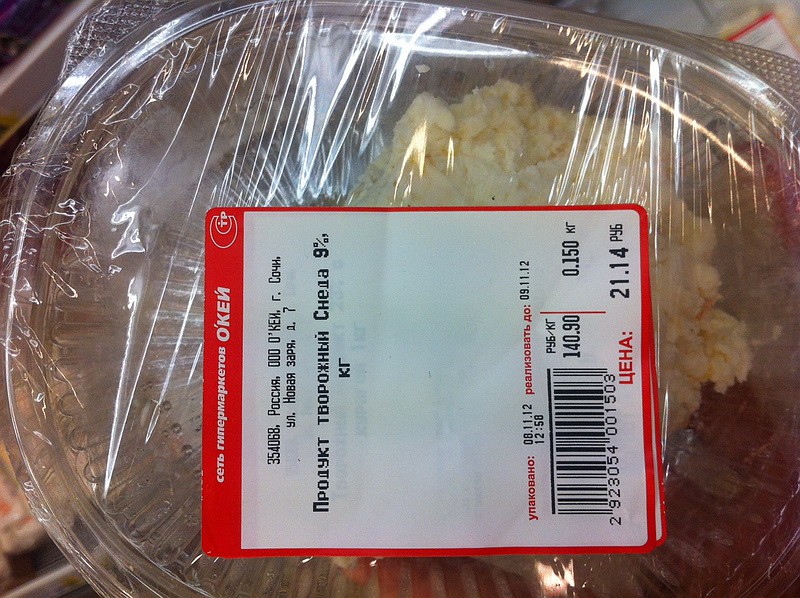 сеть гипермаркетов О'КЕЙ
СТР
354068, Россия, ООО О'КЕЙ, г. Сочи,
ул. Новая заря, д. 7
Продукт творожный Снеда 9%,
кг
упаковано: 08.11.12 реализовать до: 09.11.12
12:58
РУБ/КГ
140.90 0.150 кг
ЦЕНА: 21.14 РУБ
2 923054 001503